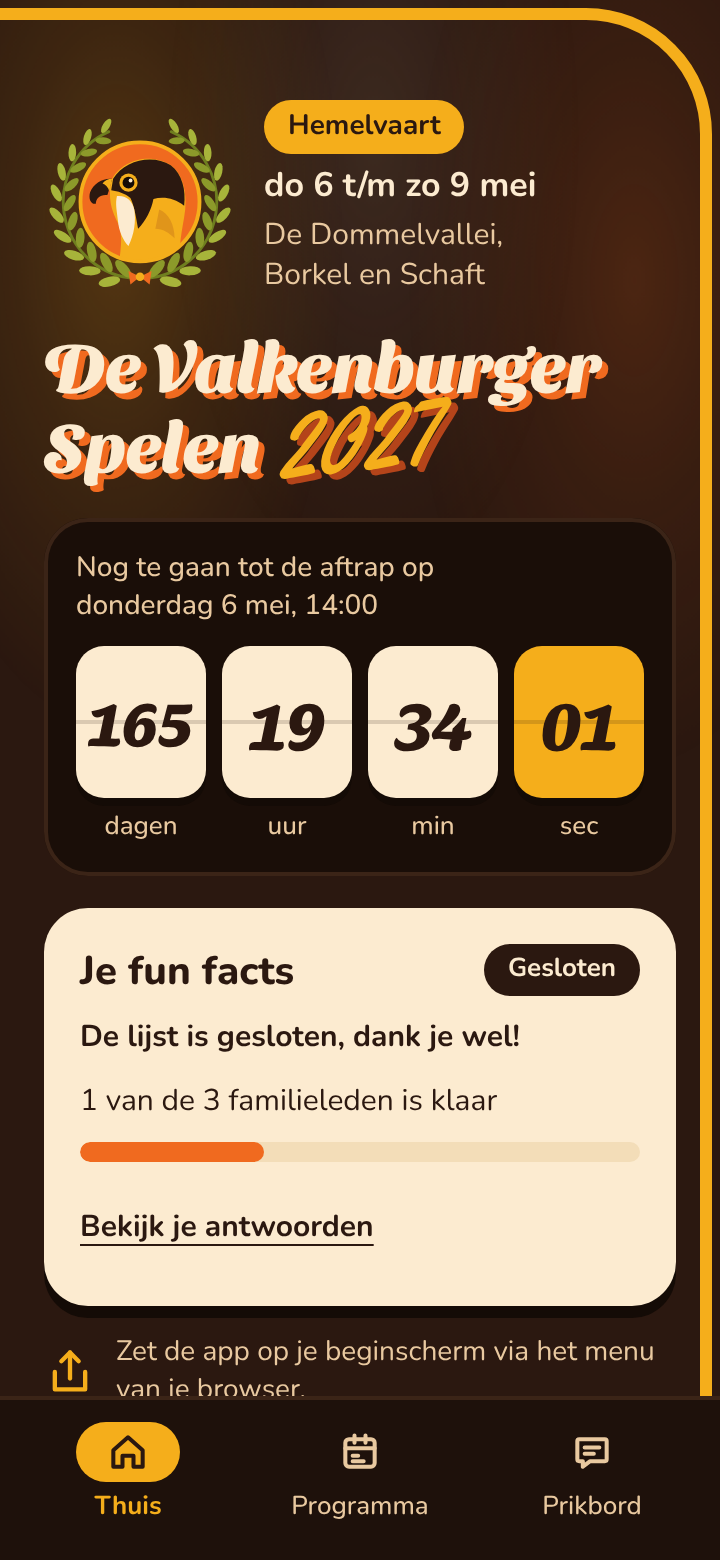 Hemelvaart
do 6 t/m zo 9 mei
De Dommelvallei,
Borkel en Schaft
De Valkenburger
Spelen 2027
Nog te gaan tot de aftrap op
donderdag 6 mei, 14:00
165 19 34 01
dagen uur min sec
Je fun facts Gesloten
De lijst is gesloten, dank je wel!
1 van de 3 familieleden is klaar
Bekijk je antwoorden
Zet de app op je beginscherm via het menu
van je browser.
Thuis Programma Prikbord